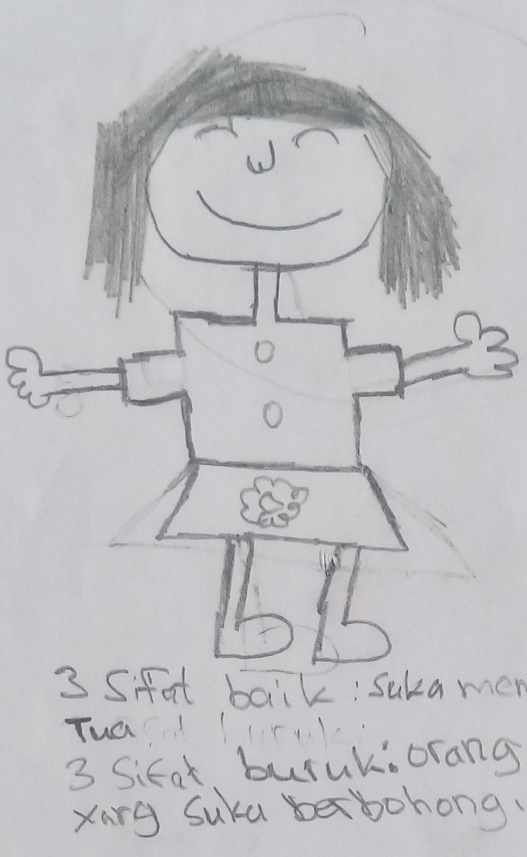 3 Sifat baik : suka men
Tua
3 Sifat buruk: orang
yang suka berbohong.